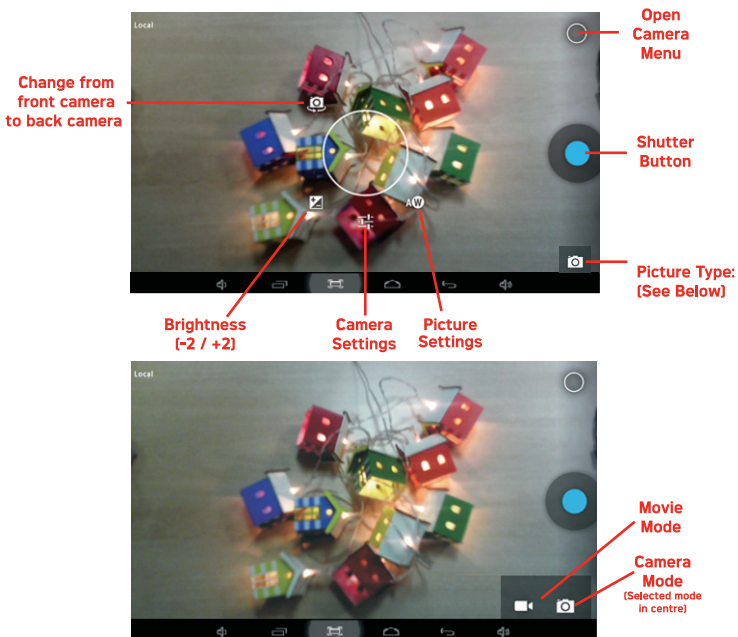 Local
Open
Camera
Menu
Change from
front camera
to back camera
Shutter
Button
AW
Picture Type:
(See Below)
Brightness
(-2 / +2)
Camera
Settings
Picture
Settings
Local
Movie
Mode
Camera
Mode
(Selected mode
in centre)